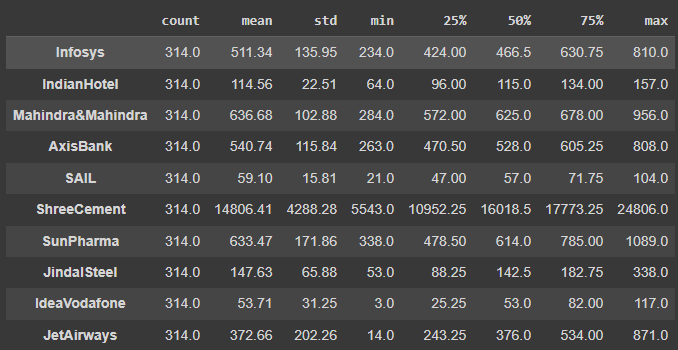 count mean std min 25% 50% 75% max
Infosys 314.0 511.34 135.95 234.0 424.00 466.5 630.75 810.0
IndianHotel 314.0 114.56 22.51 64.0 96.00 115.0 134.00 157.0
Mahindra&Mahindra 314.0 636.68 102.88 284.0 572.00 625.0 678.00 956.0
AxisBank 314.0 540.74 115.84 263.0 470.50 528.0 605.25 808.0
SAIL 314.0 59.10 15.81 21.0 47.00 57.0 71.75 104.0
ShreeCement 314.0 14806.41 4288.28 5543.0 10952.25 16018.5 17773.25 24806.0
SunPharma 314.0 633.47 171.86 338.0 478.50 614.0 785.00 1089.0
JindalSteel 314.0 147.63 65.88 53.0 88.25 142.5 182.75 338.0
IdeaVodafone 314.0 53.71 31.25 3.0 25.25 53.0 82.00 117.0
JetAirways 314.0 372.66 202.26 14.0 243.25 376.0 534.00 871.0